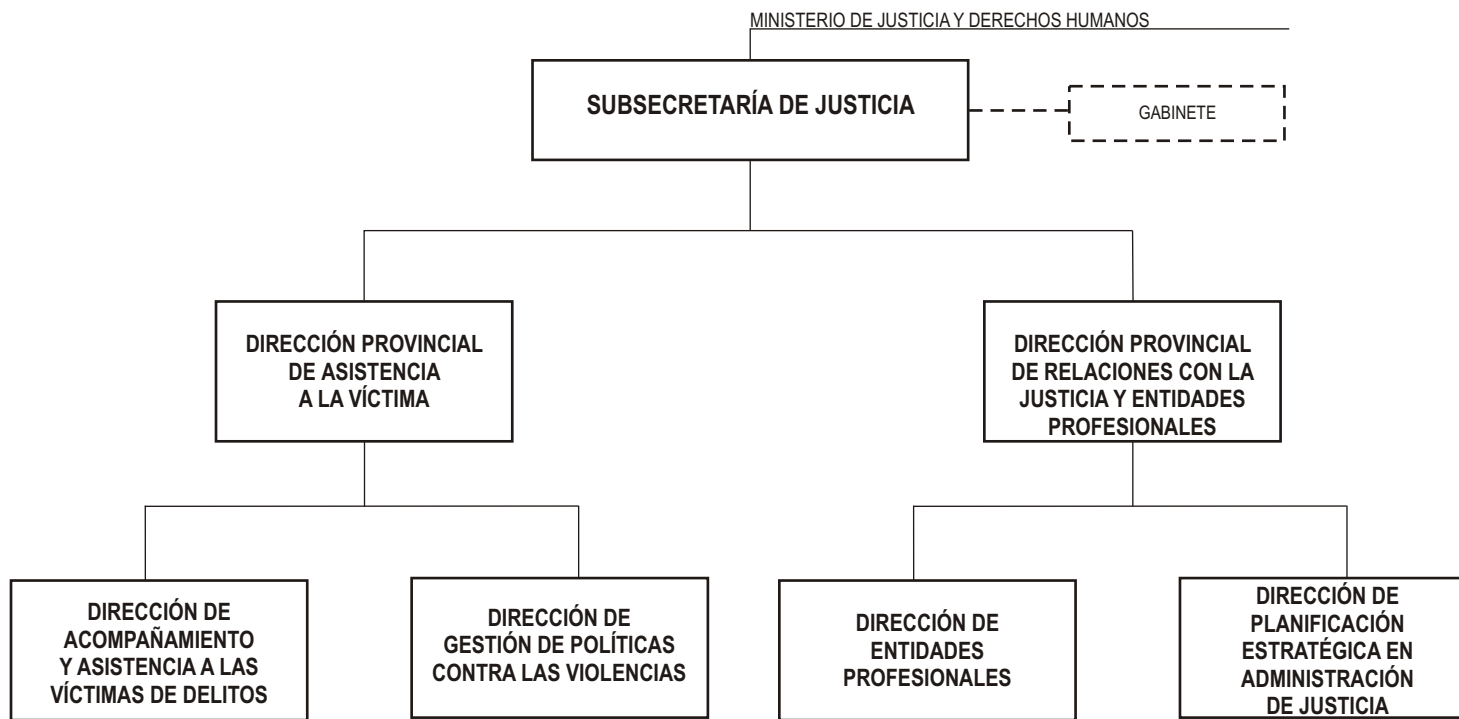 MINISTERIO DE JUSTICIA Y DERECHOS HUMANOS
SUBSECRETARÍA DE JUSTICIA
GABINETE
DIRECCIÓN PROVINCIAL
DE ASISTENCIA
A LA VÍCTIMA
DIRECCIÓN PROVINCIAL
DE RELACIONES CON LA
JUSTICIA Y ENTIDADES
PROFESIONALES
DIRECCIÓN DE
ACOMPAÑAMIENTO
Y ASISTENCIA A LAS
VÍCTIMAS DE DELITOS
DIRECCIÓN DE
GESTIÓN DE POLÍTICAS
CONTRA LAS VIOLENCIAS
DIRECCIÓN DE
ENTIDADES
PROFESIONALES
DIRECCIÓN DE
PLANIFICACIÓN
ESTRATÉGICA EN
ADMINISTRACIÓN
DE JUSTICIA